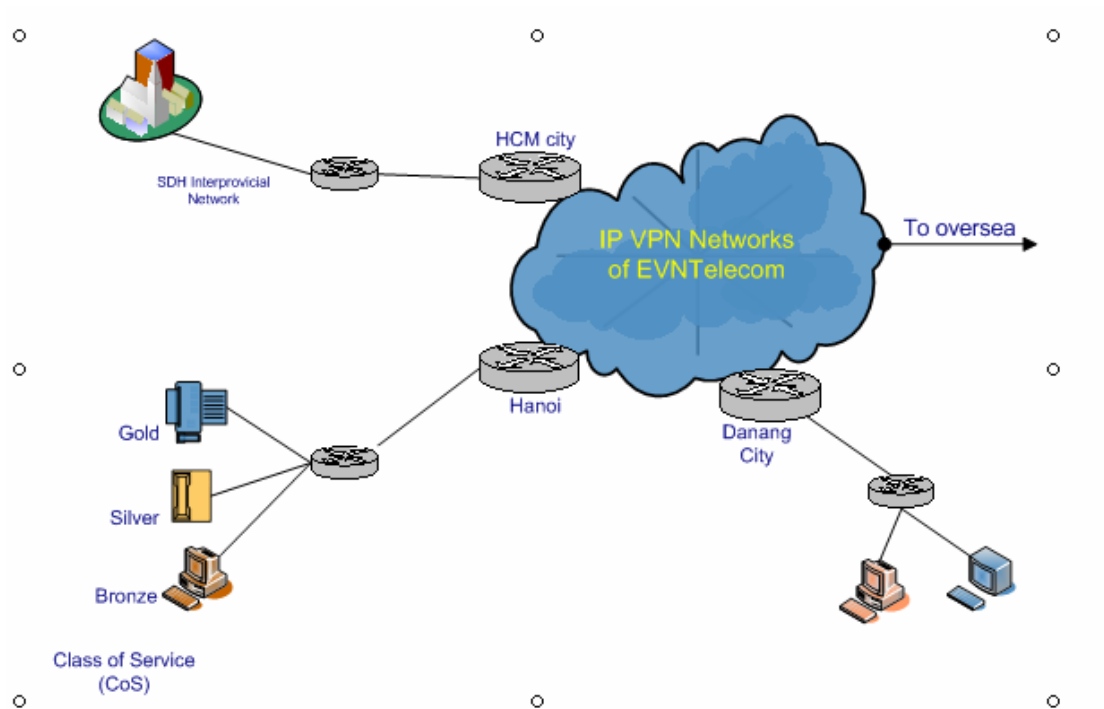 HCM city
SDH Interprovicial
Network
IP VPN Networks
of EVNTelecom
To oversea
Hanoi
Danang
City
Gold
Silver
Bronze
Class of Service
(CoS)